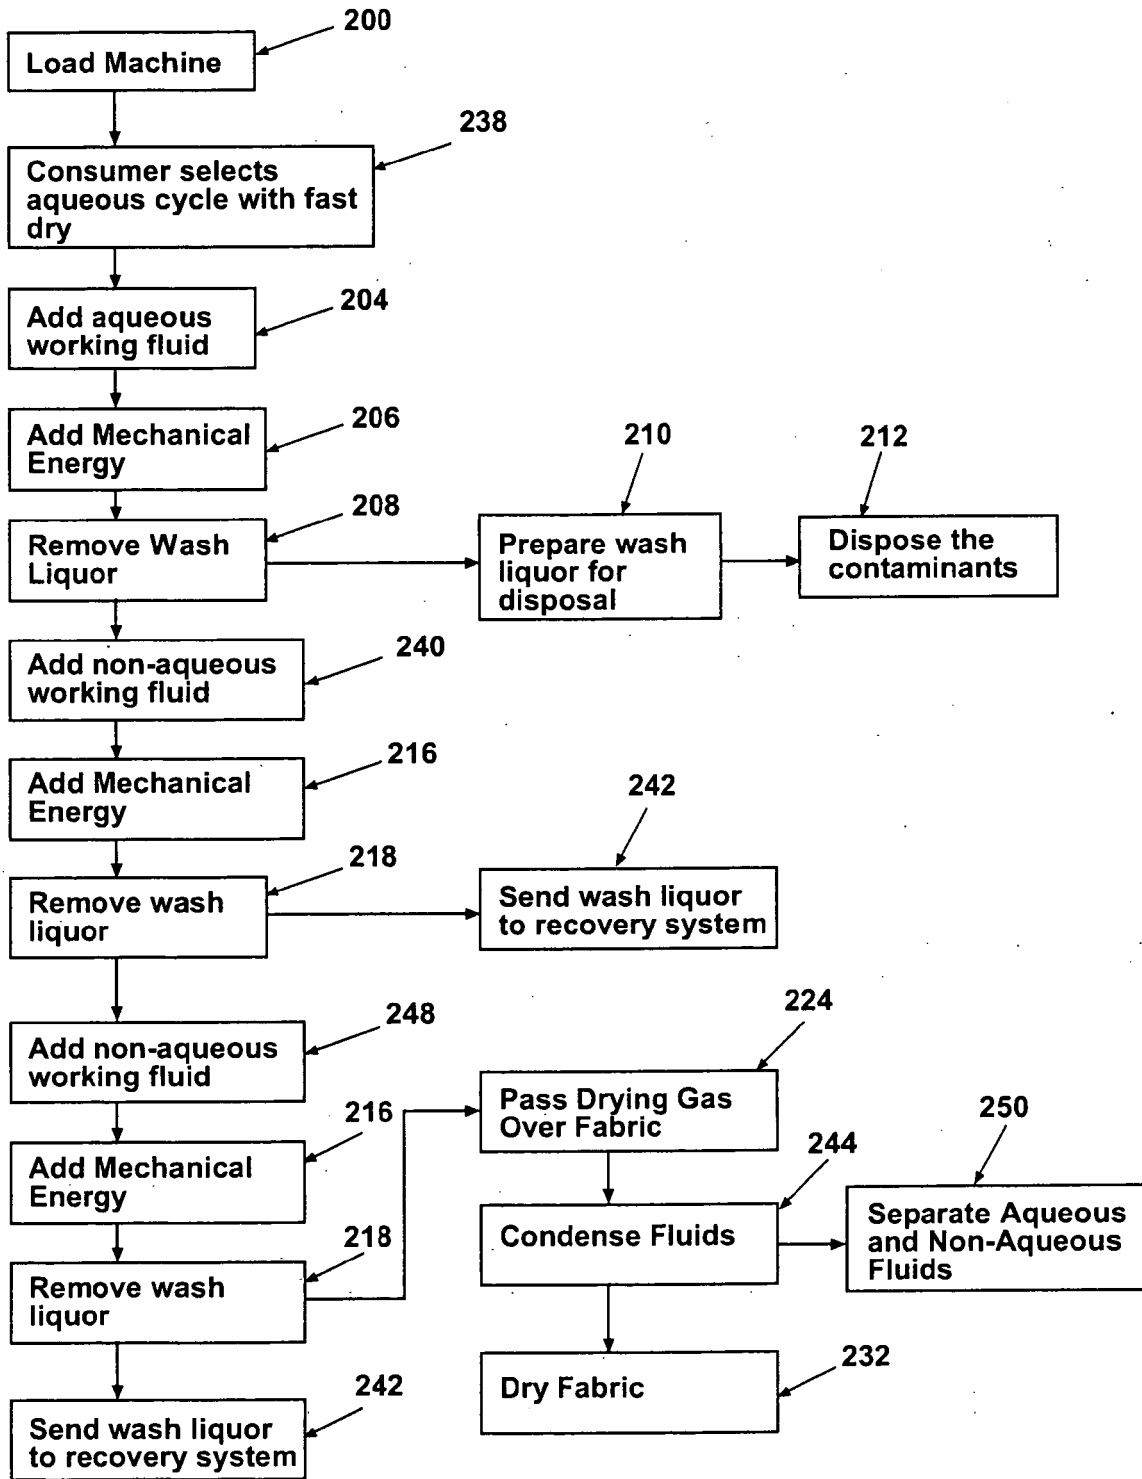 200
Load Machine
238
Consumer selects
aqueous cycle with fast
dry
204
Add aqueous
working fluid
206
Add Mechanical
Energy
208
Remove Wash
Liquor
210
Prepare wash
liquor for
disposal
212
Dispose the
contaminants
240
Add non-aqueous
working fluid
216
Add Mechanical
Energy
218
Remove wash
liquor
242
Send wash liquor
to recovery system
248
Add non-aqueous
working fluid
216
Add Mechanical
Energy
218
Remove wash
liquor
242
Send wash liquor
to recovery system
224
Pass Drying Gas
Over Fabric
244
Condense Fluids
250
Separate Aqueous
and Non-Aqueous
Fluids
232
Dry Fabric